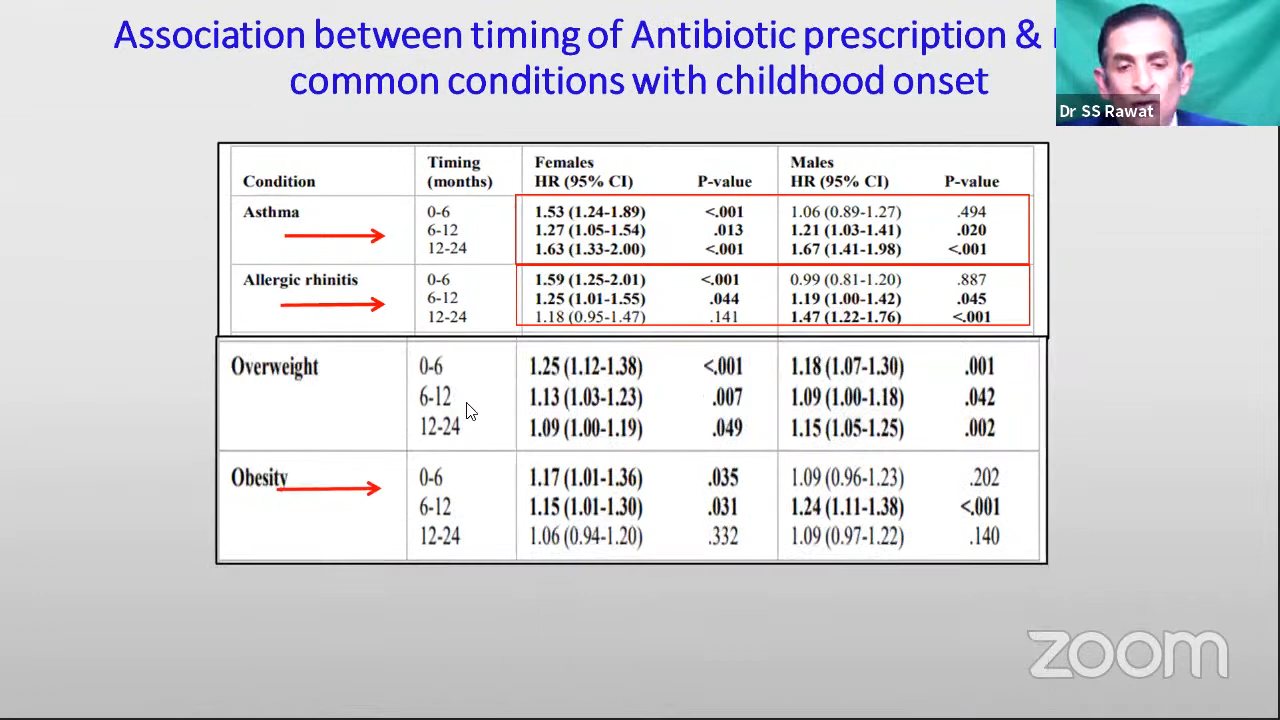 Association between timing of Antibiotic prescription &
common conditions with childhood onset
Dr SS Rawat
Condition Timing (months) Females HR (95% CI) P-value Males HR (95% CI) P-value
Asthma 0-6 1.53 (1.24-1.89) <.001 1.06 (0.89-1.27) .494
6-12 1.27 (1.05-1.54) .013 1.21 (1.03-1.41) .020
12-24 1.63 (1.33-2.00) <.001 1.67 (1.41-1.98) <.001
Allergic rhinitis 0-6 1.59 (1.25-2.01) <.001 0.99 (0.81-1.20) .887
6-12 1.25 (1.01-1.55) .044 1.19 (1.00-1.42) .045
12-24 1.18 (0.95-1.47) .141 1.47 (1.22-1.76) <.001
Overweight 0-6 1.25 (1.12-1.38) <.001 1.18 (1.07-1.30) .001
6-12 1.13 (1.03-1.23) .007 1.09 (1.00-1.18) .042
12-24 1.09 (1.00-1.19) .049 1.15 (1.05-1.25) .002
Obesity 0-6 1.17 (1.01-1.36) .035 1.09 (0.96-1.23) .202
6-12 1.15 (1.01-1.30) .031 1.24 (1.11-1.38) <.001
12-24 1.06 (0.94-1.20) .332 1.09 (0.97-1.22) .140
zoom